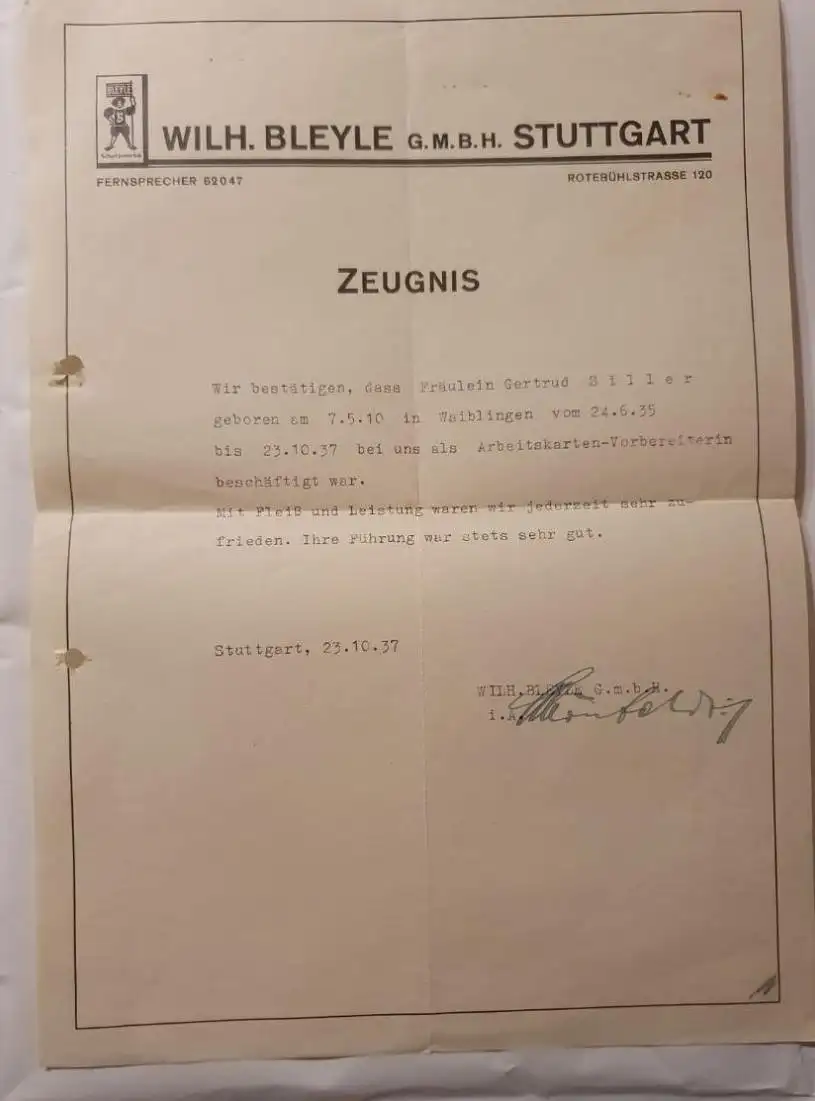 BLEYLE
Schutzmarke
WILH. BLEYLE G.M.B.H. STUTTGART
FERNSPRECHER 62047
ROTEBÜHLSTRASSE 120
ZEUGNIS
Wir bestätigen, dass Fräulein Gertrud S i l l e r
geboren am 7.5.10 in Waiblingen vom 24.6.35
bis 23.10.37 bei uns als Arbeitskarten-Vorbereiterin
beschäftigt war.
Mit Fleiß und Leistung waren wir jederzeit sehr zu-
frieden. Ihre Führung war stets sehr gut.
Stuttgart, 23.10.37
WILH.BLEYLE G.m.b.H.
i.A.